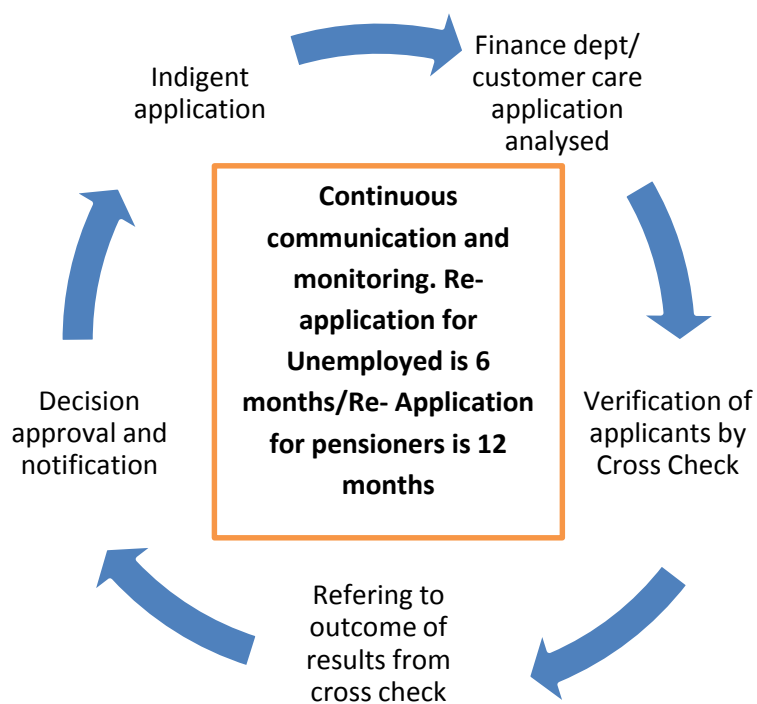 Indigent
application
Finance dept/
customer care
application
analysed
Verification of
applicants by
Cross Check
Refering to
outcome of
results from
cross check
Decision
approval and
notification
Continuous
communication and
monitoring. Re-
application for
Unemployed is 6
months/Re- Application
for pensioners is 12
months